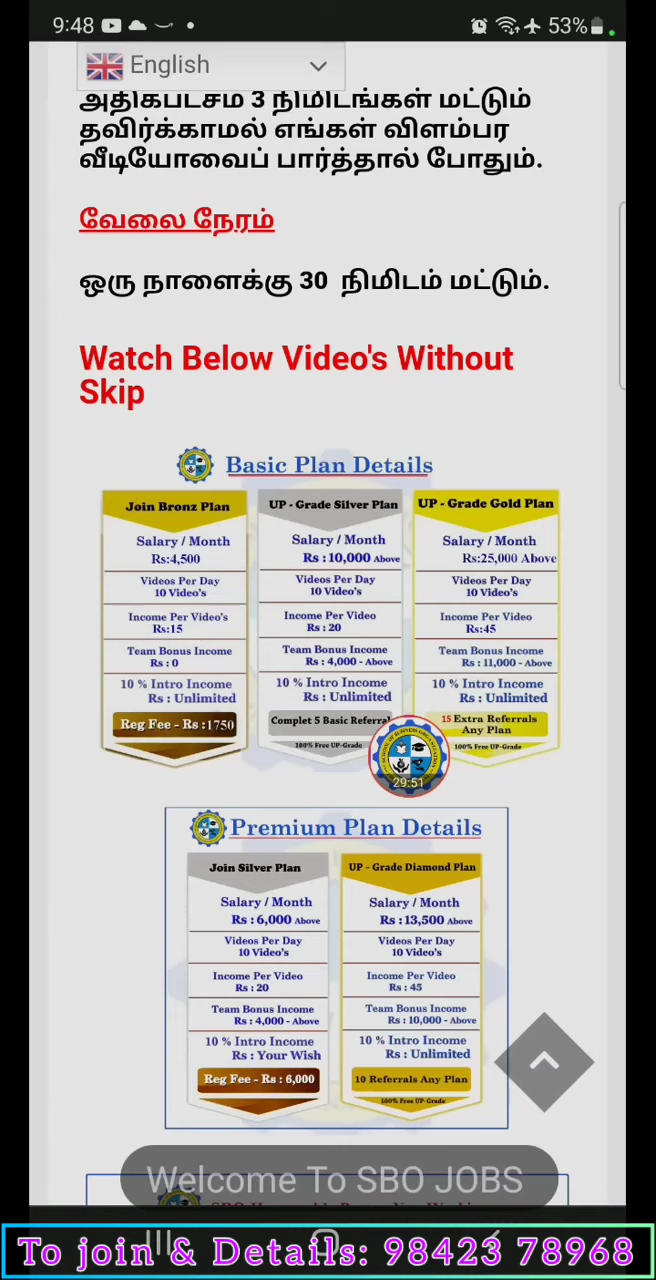 9:48
53%
English
அதிகபட்சம் 3 நிமிடங்கள் மட்டும்
தவிர்க்காமல் எங்கள் விளம்பர
வீடியோவைப் பார்த்தால் போதும்.
வேலை நேரம்
ஒரு நாளைக்கு 30 நிமிடம் மட்டும்.
Watch Below Video's Without
Skip
Basic Plan Details
Join Bronz Plan
Salary / Month
Rs:4,500
Videos Per Day
10 Video's
Income Per Video's
Rs:15
Team Bonus Income
Rs : 0
10 % Intro Income
Rs : Unlimited
Reg Fee - Rs :1750
UP - Grade Silver Plan
Salary / Month
Rs : 10,000 Above
Videos Per Day
10 Video's
Income Per Video
Rs : 20
Team Bonus Income
Rs : 4,000 - Above
10 % Intro Income
Rs : Unlimited
Complet 5 Basic Referral
100% Free UP-Grade
UP - Grade Gold Plan
Salary / Month
Rs:25,000 Above
Videos Per Day
10 Video's
Income Per Video
Rs:45
Team Bonus Income
Rs : 11,000 - Above
10 % Intro Income
Rs : Unlimited
15 Extra Referrals
Any Plan
100% Free UP-Grade
29:51
Premium Plan Details
Join Silver Plan
Salary / Month
Rs : 6,000 Above
Videos Per Day
10 Video's
Income Per Video
Rs : 20
Team Bonus Income
Rs : 4,000 - Above
10 % Intro Income
Rs : Your Wish
Reg Fee - Rs : 6,000
UP - Grade Diamond Plan
Salary / Month
Rs : 13,500 Above
Videos Per Day
10 Video's
Income Per Video
Rs : 45
Team Bonus Income
Rs : 10,000 - Above
10 % Intro Income
Rs : Unlimited
10 Referrals Any Plan
100% Free UP-Grade
Welcome To SBO JOBS
To join & Details: 98423 78968